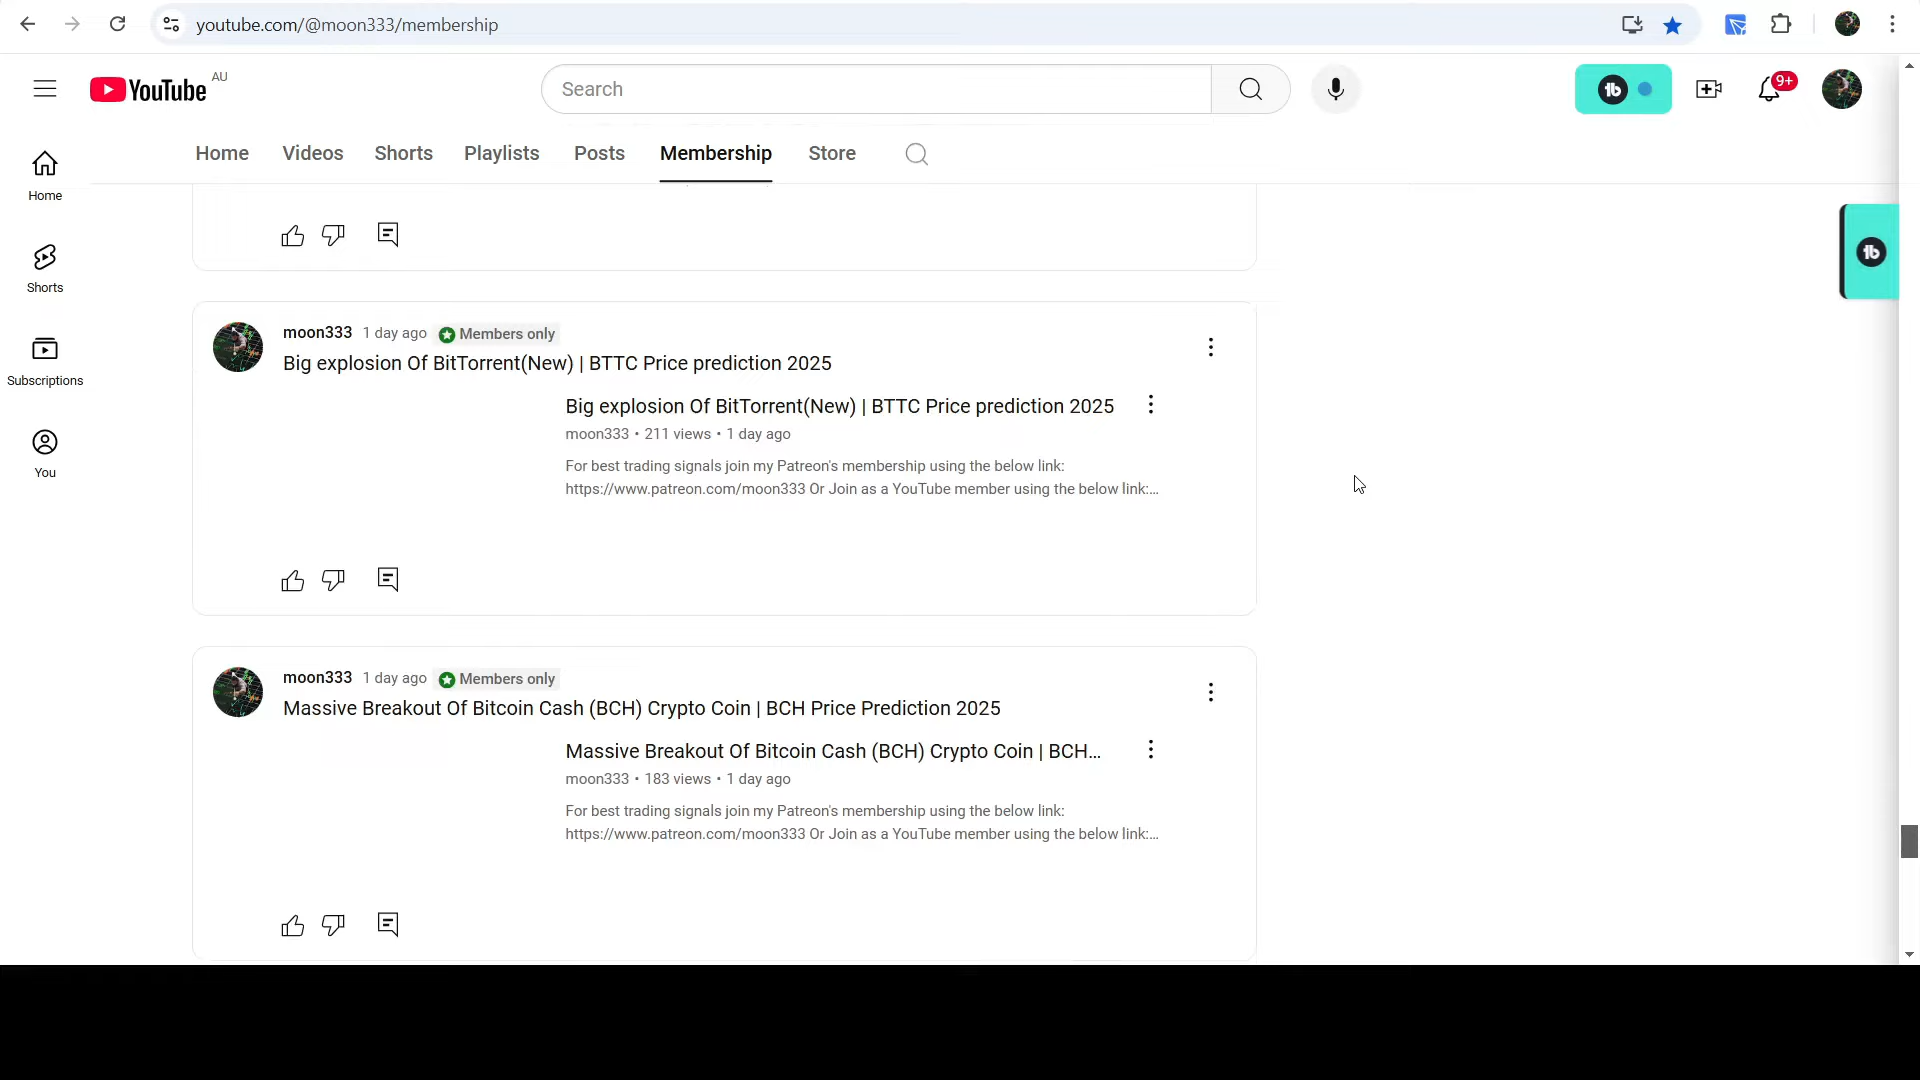 youtube.com/@moon333/membership
YouTube AU
Search
9+
Home
Videos
Shorts
Playlists
Posts
Membership
Store
Home
Shorts
Subscriptions
You
moon333 1 day ago Members only
Big explosion Of BitTorrent(New) | BTTC Price prediction 2025
Big explosion Of BitTorrent(New) | BTTC Price prediction 2025
moon333 • 211 views • 1 day ago
For best trading signals join my Patreon's membership using the below link:
https://www.patreon.com/moon333 Or Join as a YouTube member using the below link:...
moon333 1 day ago Members only
Massive Breakout Of Bitcoin Cash (BCH) Crypto Coin | BCH Price Prediction 2025
Massive Breakout Of Bitcoin Cash (BCH) Crypto Coin | BCH...
moon333 • 183 views • 1 day ago
For best trading signals join my Patreon's membership using the below link:
https://www.patreon.com/moon333 Or Join as a YouTube member using the below link:...